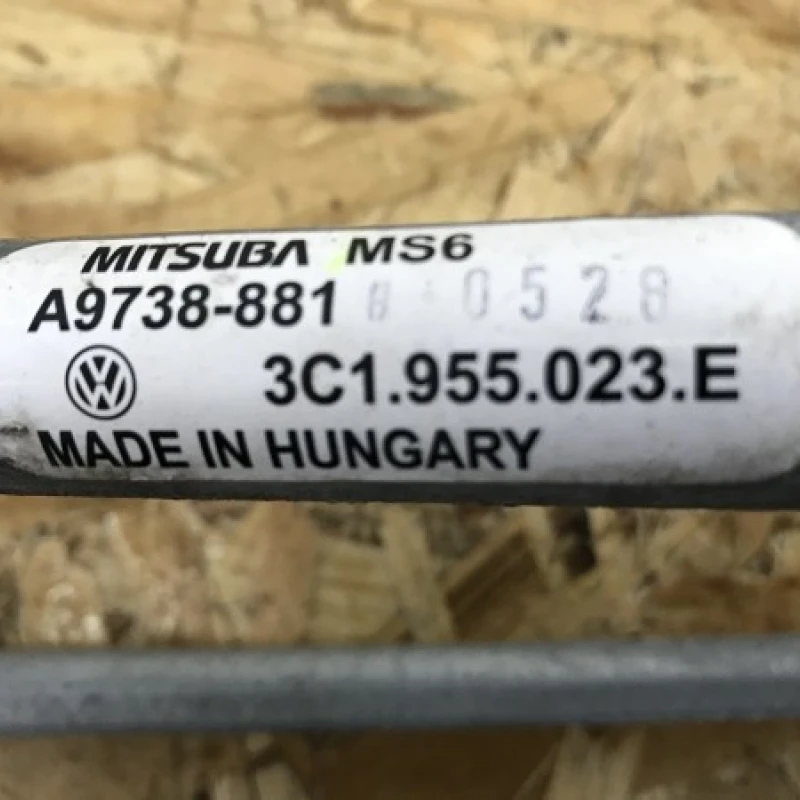 MITSUBA MS6
A9738-881 0528
3C1.955.023.E
MADE IN HUNGARY